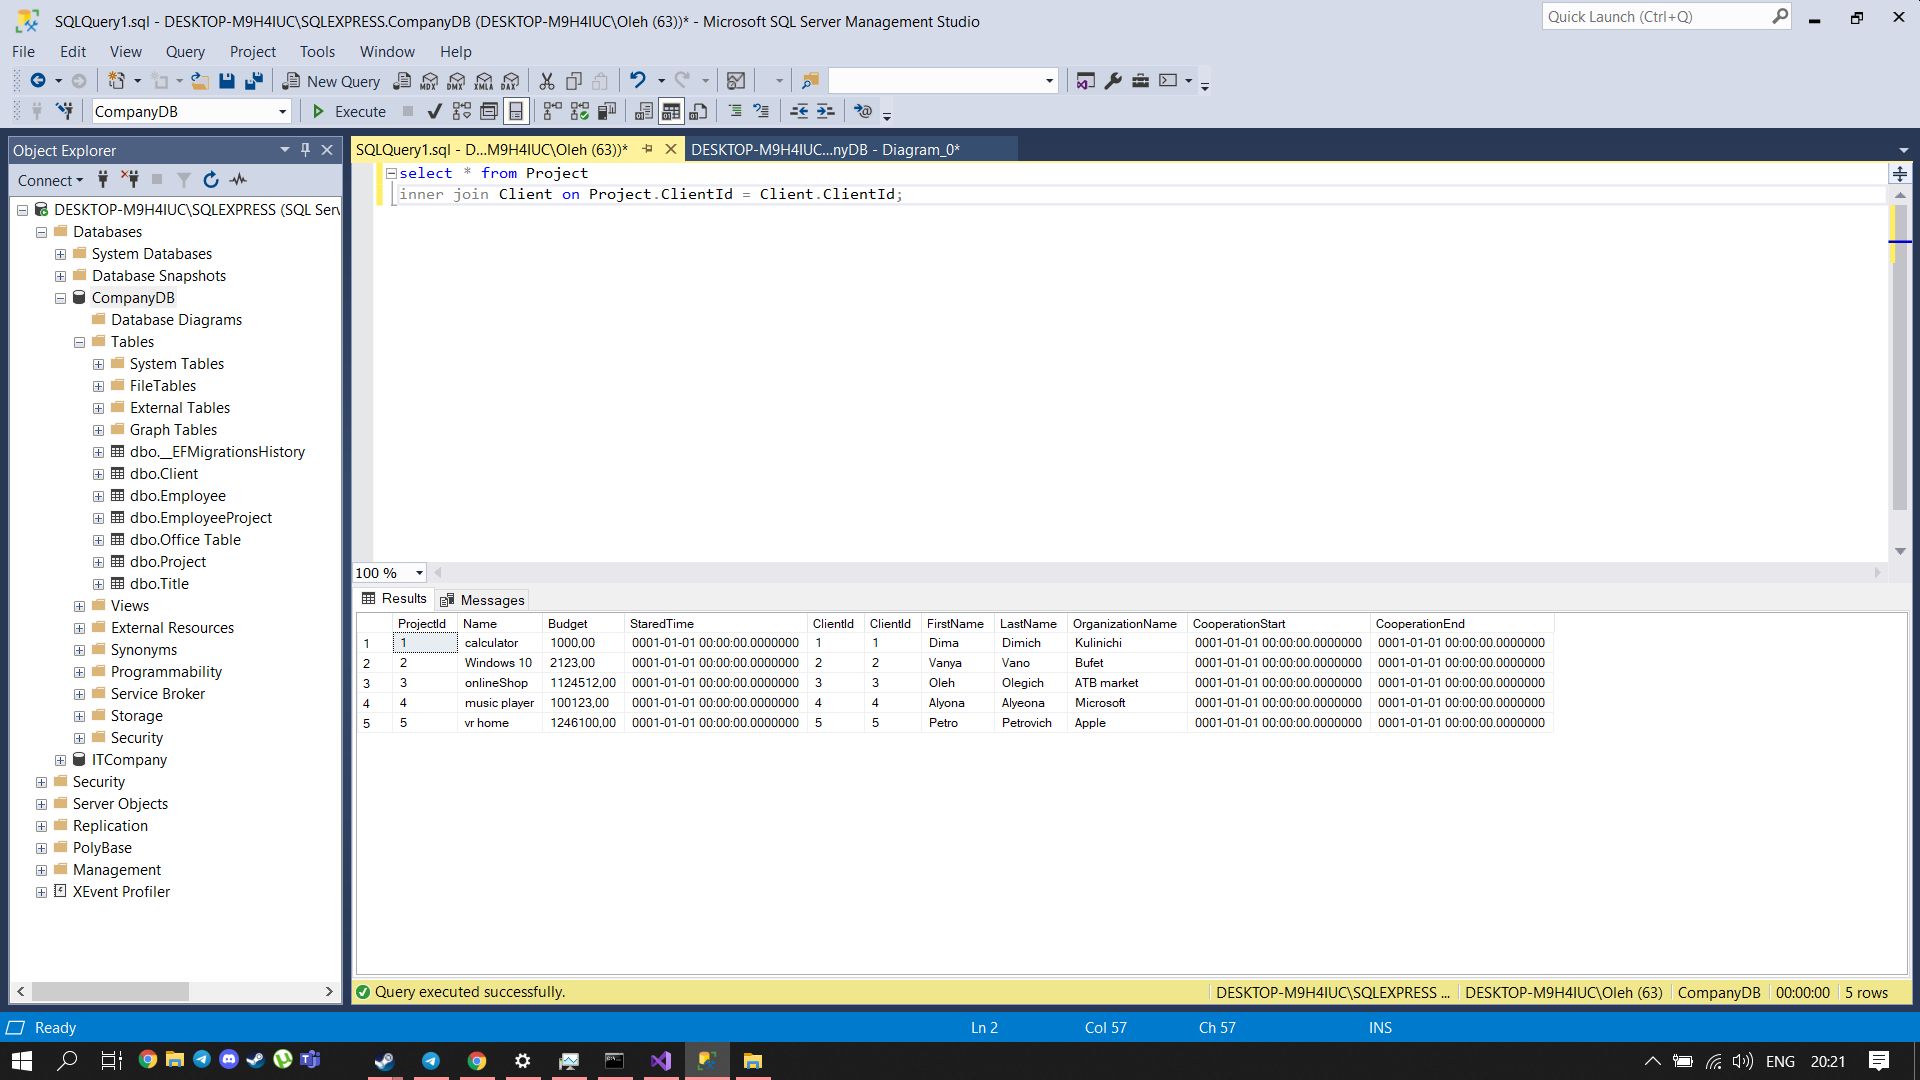 SQLQuery1.sql - DESKTOP-M9H4IUC\SQLEXPRESS.CompanyDB (DESKTOP-M9H4IUC\Oleh (63))* - Microsoft SQL Server Management Studio
Quick Launch (Ctrl+Q)
File Edit View Query Project Tools Window Help
New Query MDX DMX XMLA DAX
CompanyDB Execute
Object Explorer
SQLQuery1.sql - D...M9H4IUC\Oleh (63))* DESKTOP-M9H4IUC...nyDB - Diagram_0*
Connect
select * from Project
inner join Client on Project.ClientId = Client.ClientId;
DESKTOP-M9H4IUC\SQLEXPRESS (SQL Serv
Databases
System Databases
Database Snapshots
CompanyDB
Database Diagrams
Tables
System Tables
FileTables
External Tables
Graph Tables
dbo.__EFMigrationsHistory
dbo.Client
dbo.Employee
dbo.EmployeeProject
dbo.Office Table
dbo.Project
dbo.Title
Views
External Resources
Synonyms
Programmability
Service Broker
Storage
Security
ITCompany
Security
Server Objects
Replication
PolyBase
Management
XEvent Profiler
100 %
Results Messages
ProjectId Name Budget StaredTime ClientId ClientId FirstName LastName OrganizationName CooperationStart CooperationEnd
1 1 calculator 1000,00 0001-01-01 00:00:00.0000000 1 1 Dima Dimich Kulinichi 0001-01-01 00:00:00.0000000 0001-01-01 00:00:00.0000000
2 2 Windows 10 2123,00 0001-01-01 00:00:00.0000000 2 2 Vanya Vano Bufet 0001-01-01 00:00:00.0000000 0001-01-01 00:00:00.0000000
3 3 onlineShop 1124512,00 0001-01-01 00:00:00.0000000 3 3 Oleh Olegich ATB market 0001-01-01 00:00:00.0000000 0001-01-01 00:00:00.0000000
4 4 music player 100123,00 0001-01-01 00:00:00.0000000 4 4 Alyona Alyeona Microsoft 0001-01-01 00:00:00.0000000 0001-01-01 00:00:00.0000000
5 5 vr home 1246100,00 0001-01-01 00:00:00.0000000 5 5 Petro Petrovich Apple 0001-01-01 00:00:00.0000000 0001-01-01 00:00:00.0000000
Query executed successfully. DESKTOP-M9H4IUC\SQLEXPRESS ... DESKTOP-M9H4IUC\Oleh (63) CompanyDB 00:00:00 5 rows
Ready Ln 2 Col 57 Ch 57 INS
ENG 20:21